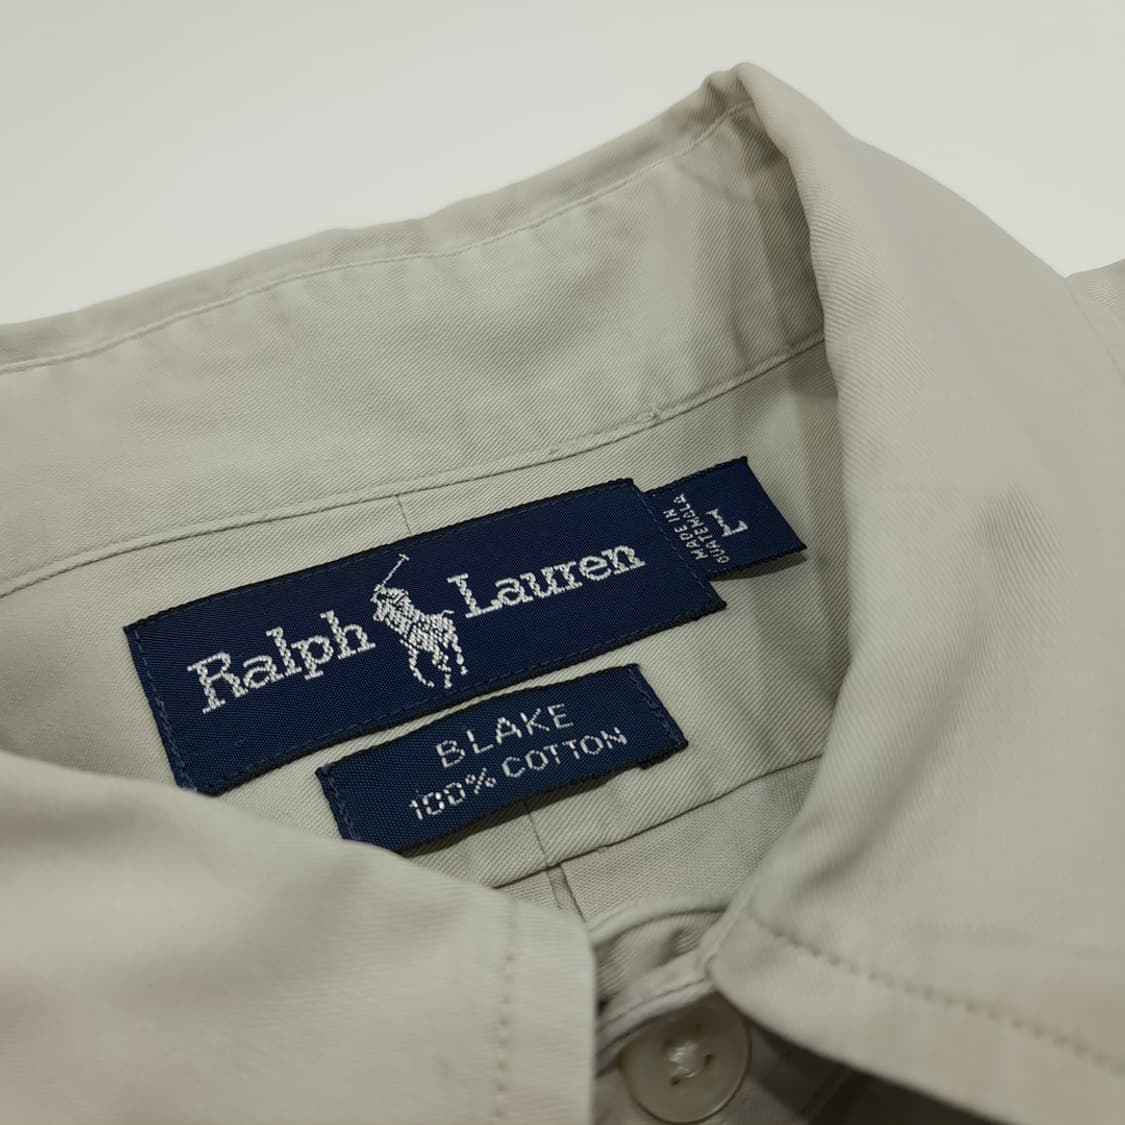 Ralph Lauren
MADE IN
GUATEMALA
L
BLAKE
100% COTTON